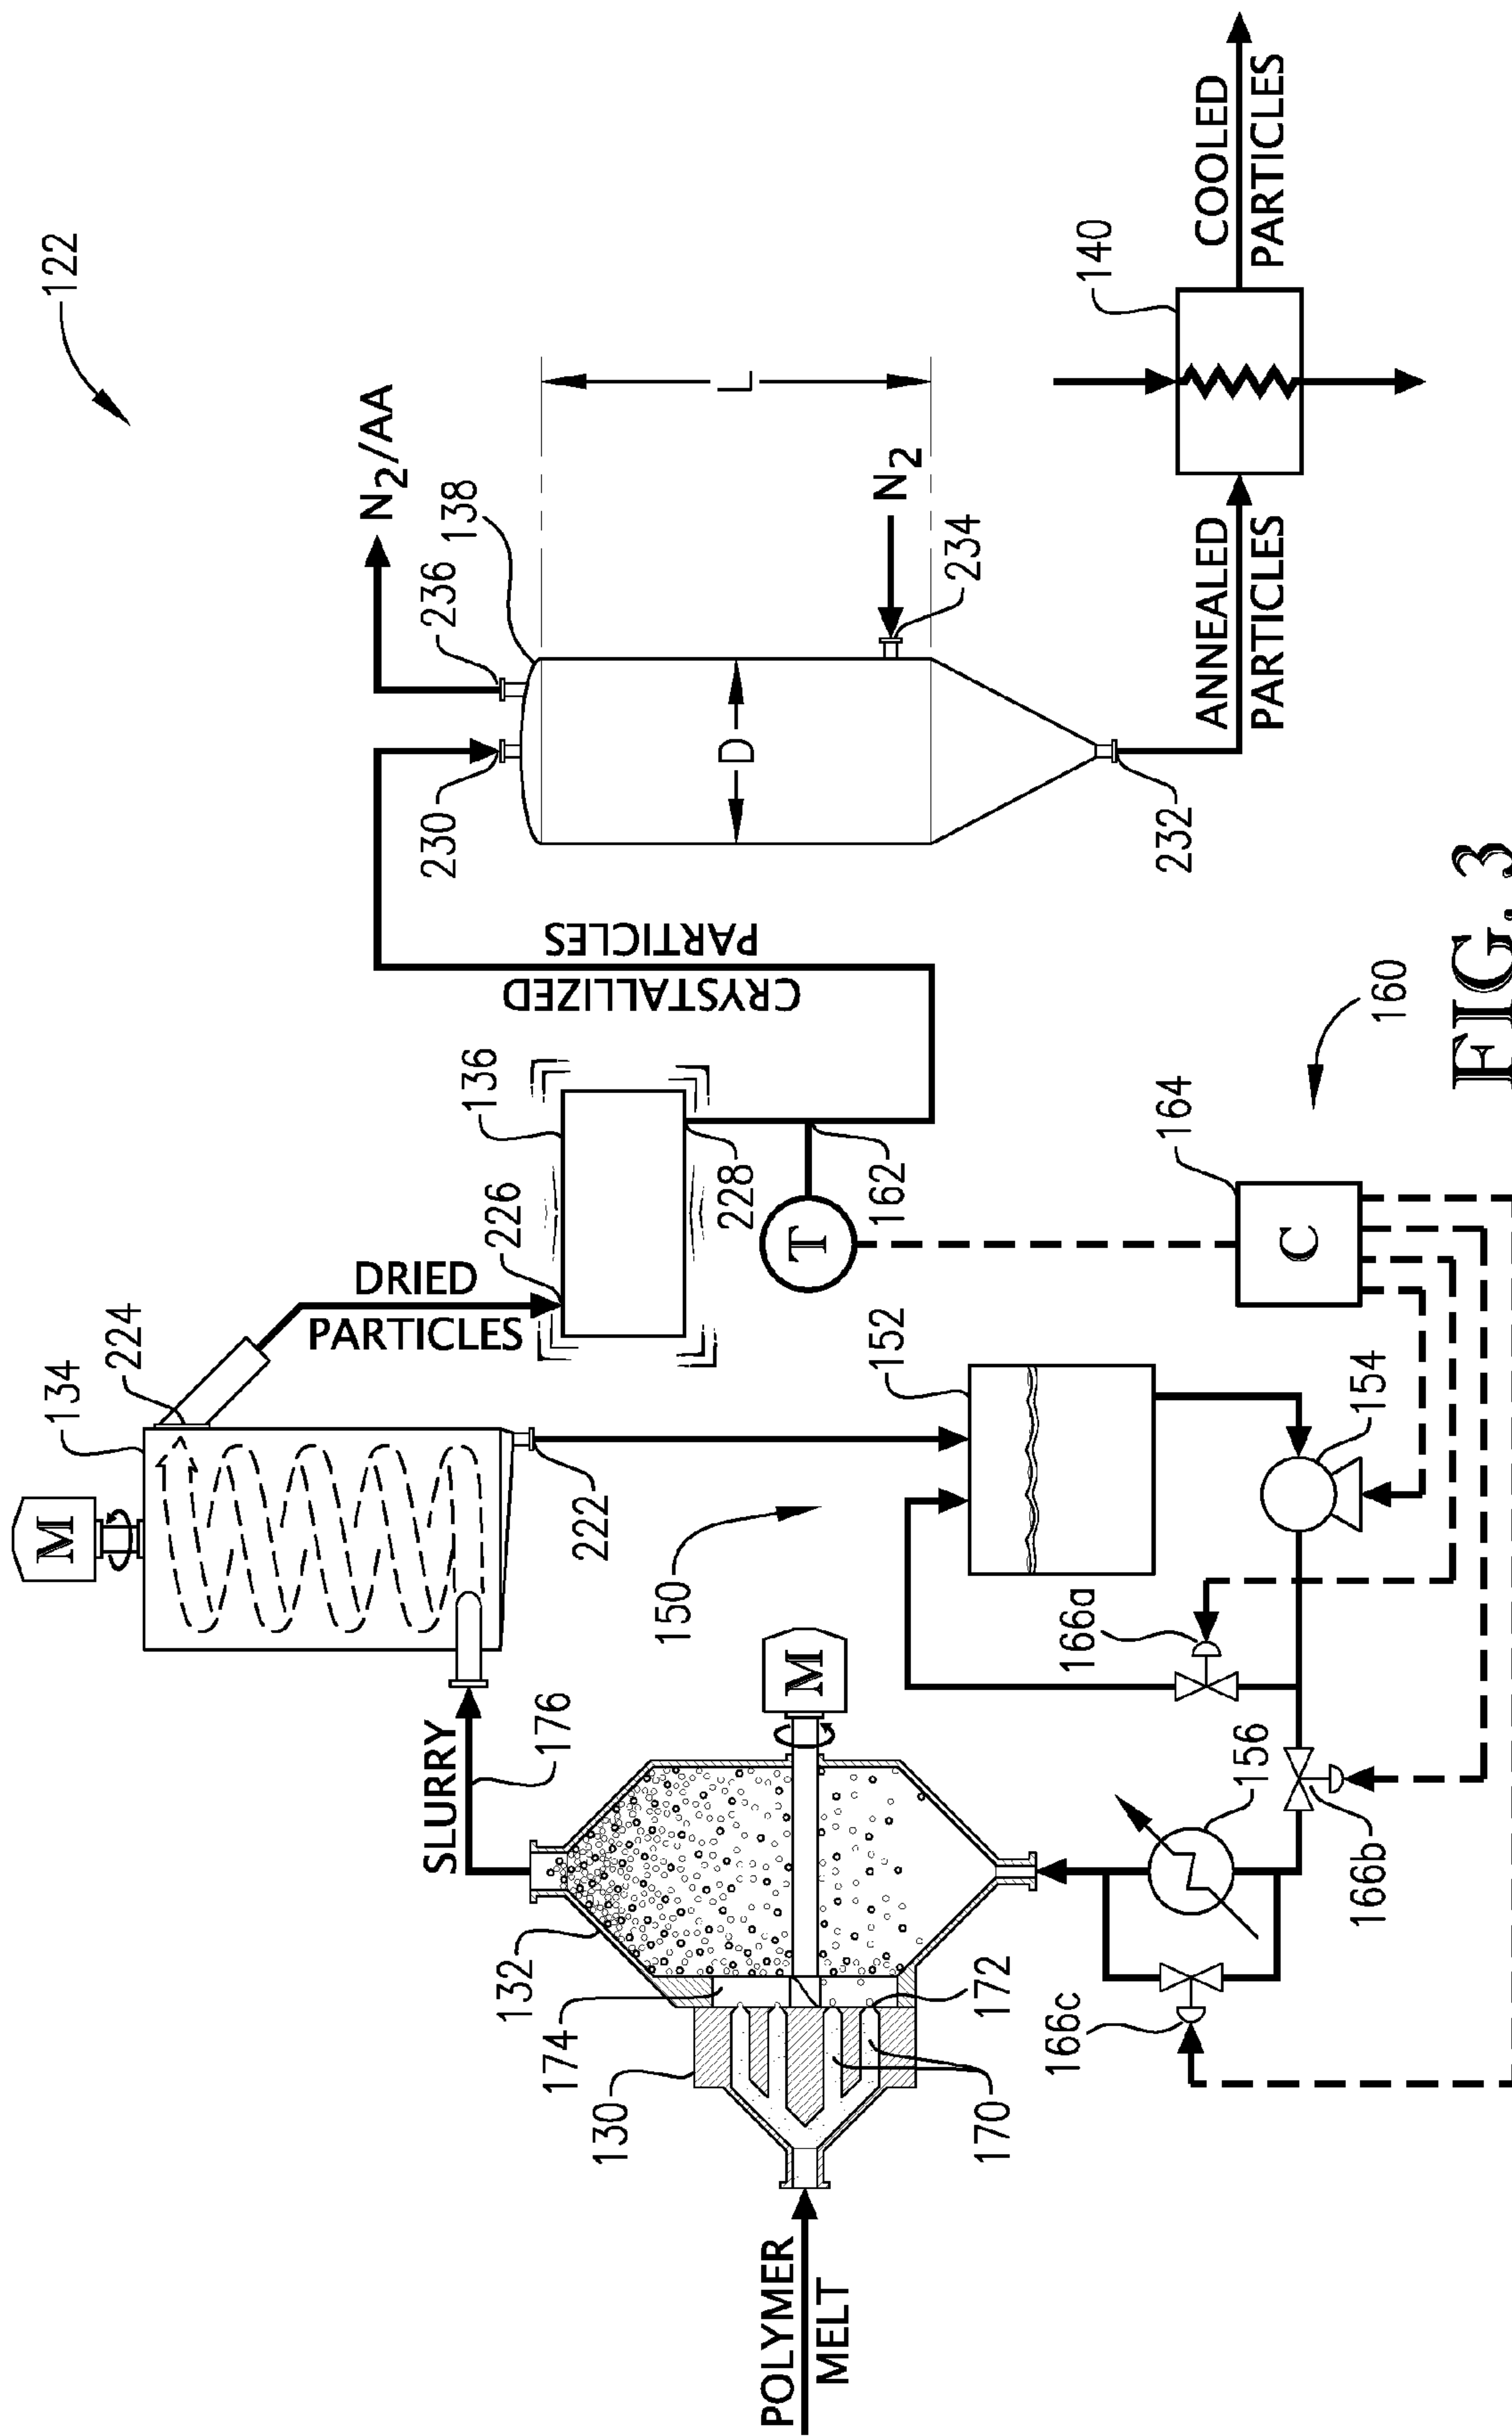 122
134
M
224
DRIED
PARTICLES
226
136
SLURRY
176
222
228
CRYSTALLIZED
PARTICLES
230
236
N2/AA
138
L
D
N2
234
232
132
174
130
POLYMER
MELT
M
172
170
150
152
T
162
166a
154
156
166b
166c
164
C
160
140
ANNEALED
PARTICLES
COOLED
PARTICLES
FIG. 3